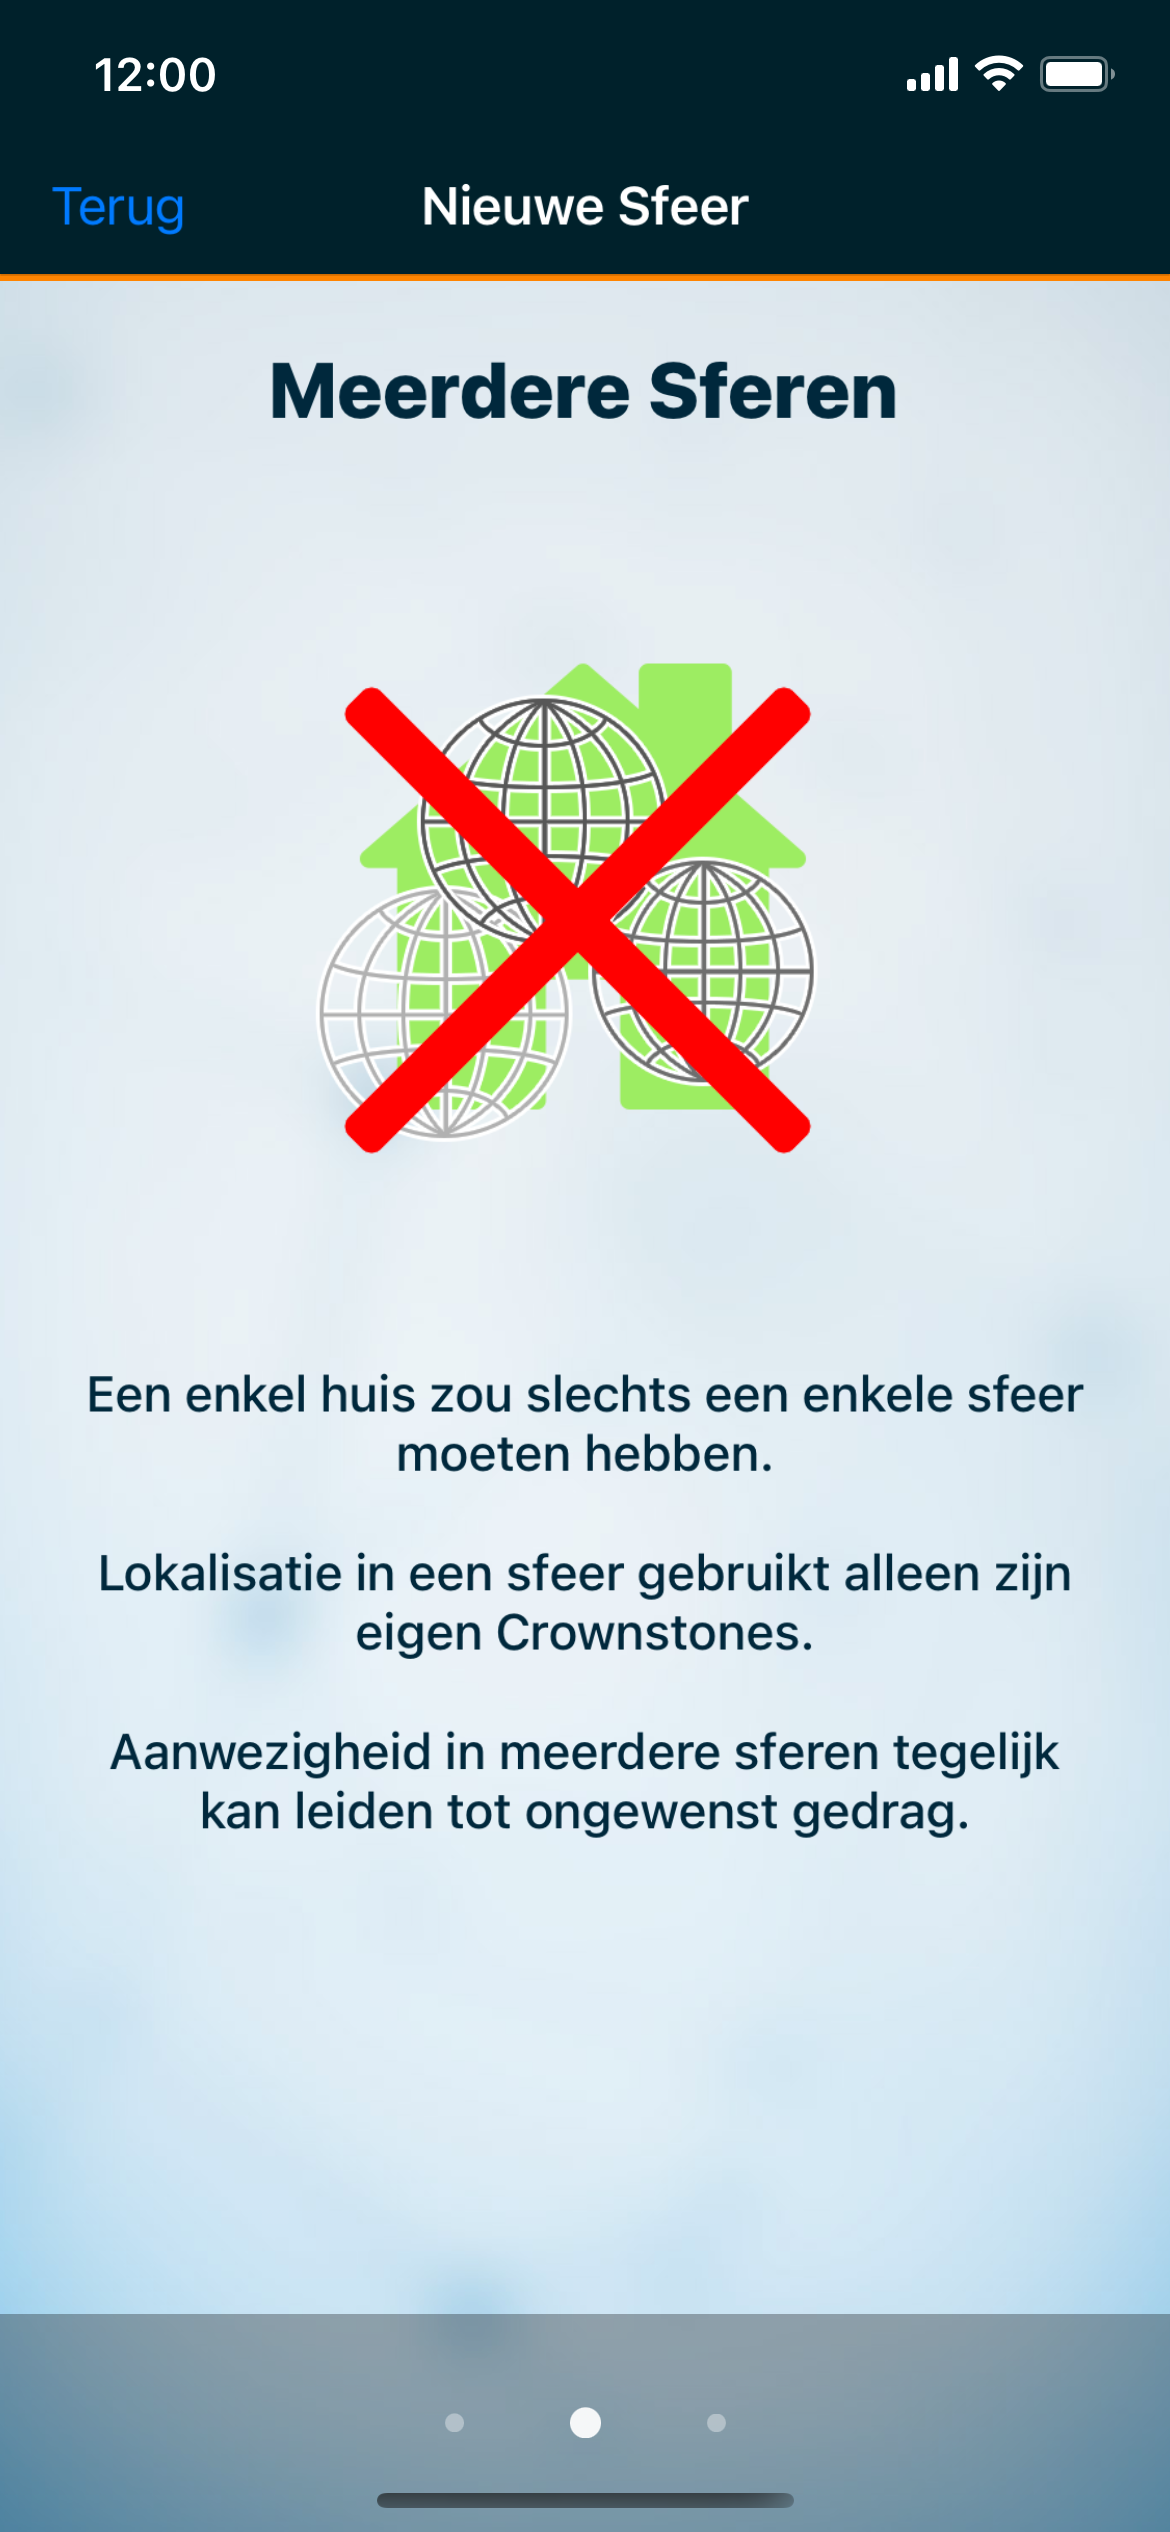 12:00
Terug
Nieuwe Sfeer
Meerdere Sferen
Een enkel huis zou slechts een enkele sfeer
moeten hebben.
Lokalisatie in een sfeer gebruikt alleen zijn
eigen Crownstones.
Aanwezigheid in meerdere sferen tegelijk
kan leiden tot ongewenst gedrag.